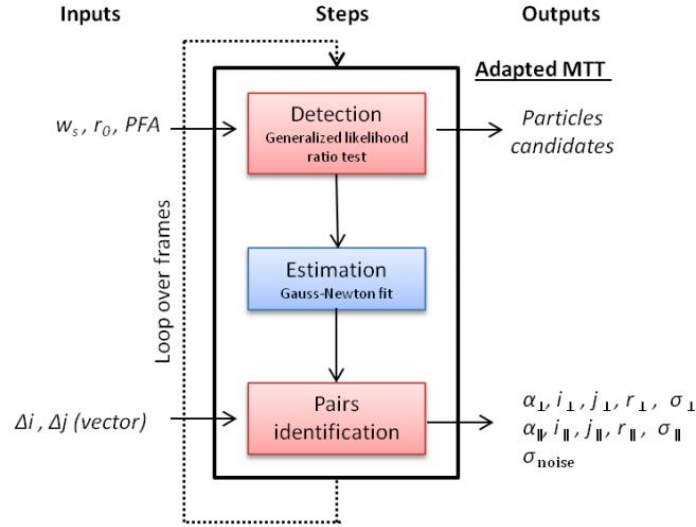 Inputs
Steps
Outputs
Adapted MTT
w_s, r_0, PFA
Detection
Generalized likelihood
ratio test
Particles
candidates
Loop over frames
Estimation
Gauss-Newton fit
Δi , Δj (vector)
Pairs
identification
α_⊥, i_⊥, j_⊥, r_⊥, σ_⊥
α_∥, i_∥, j_∥, r_∥, σ_∥
σ_noise